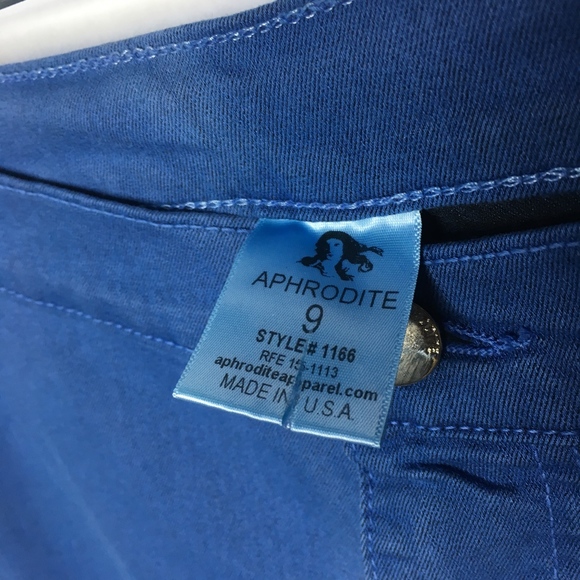 APHRODITE
9
STYLE# 1166
RFE 15-1113
aphroditeapparel.com
MADE IN U.S.A.